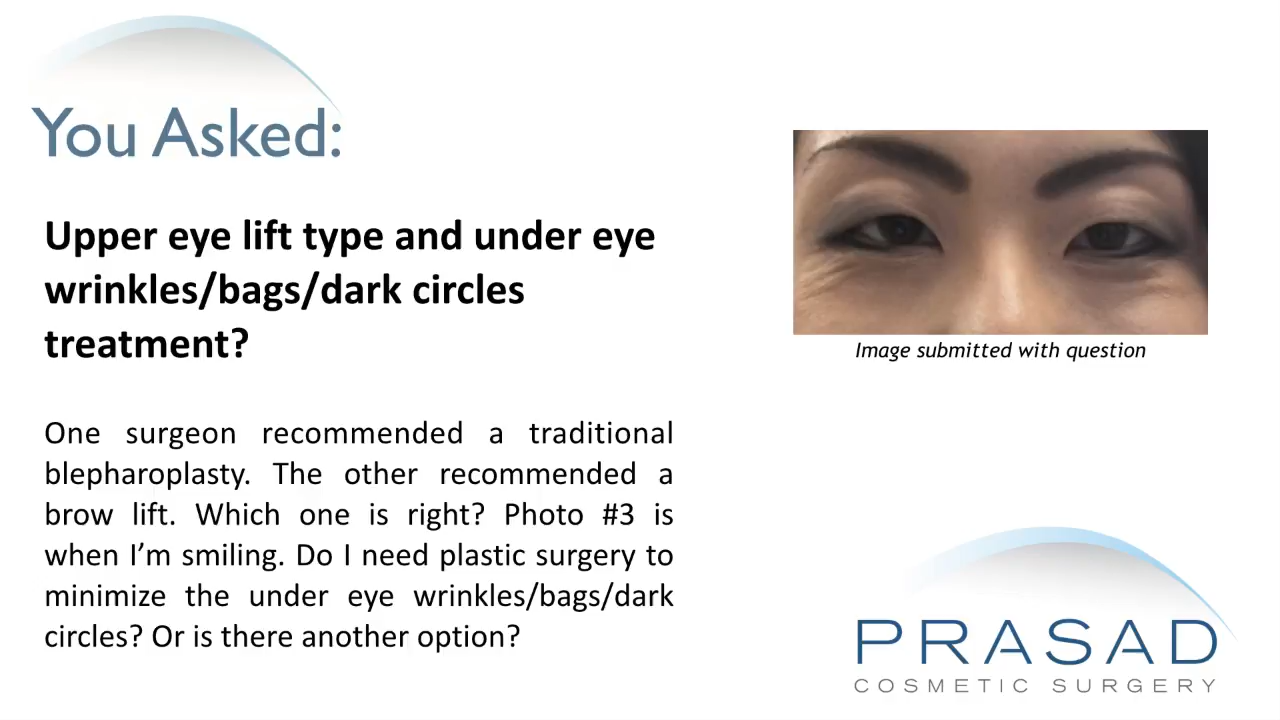 You Asked:
Upper eye lift type and under eye
wrinkles/bags/dark circles
treatment?
Image submitted with question
One surgeon recommended a traditional
blepharoplasty. The other recommended a
brow lift. Which one is right? Photo #3 is
when I’m smiling. Do I need plastic surgery to
minimize the under eye wrinkles/bags/dark
circles? Or is there another option?
PRASAD
COSMETIC SURGERY